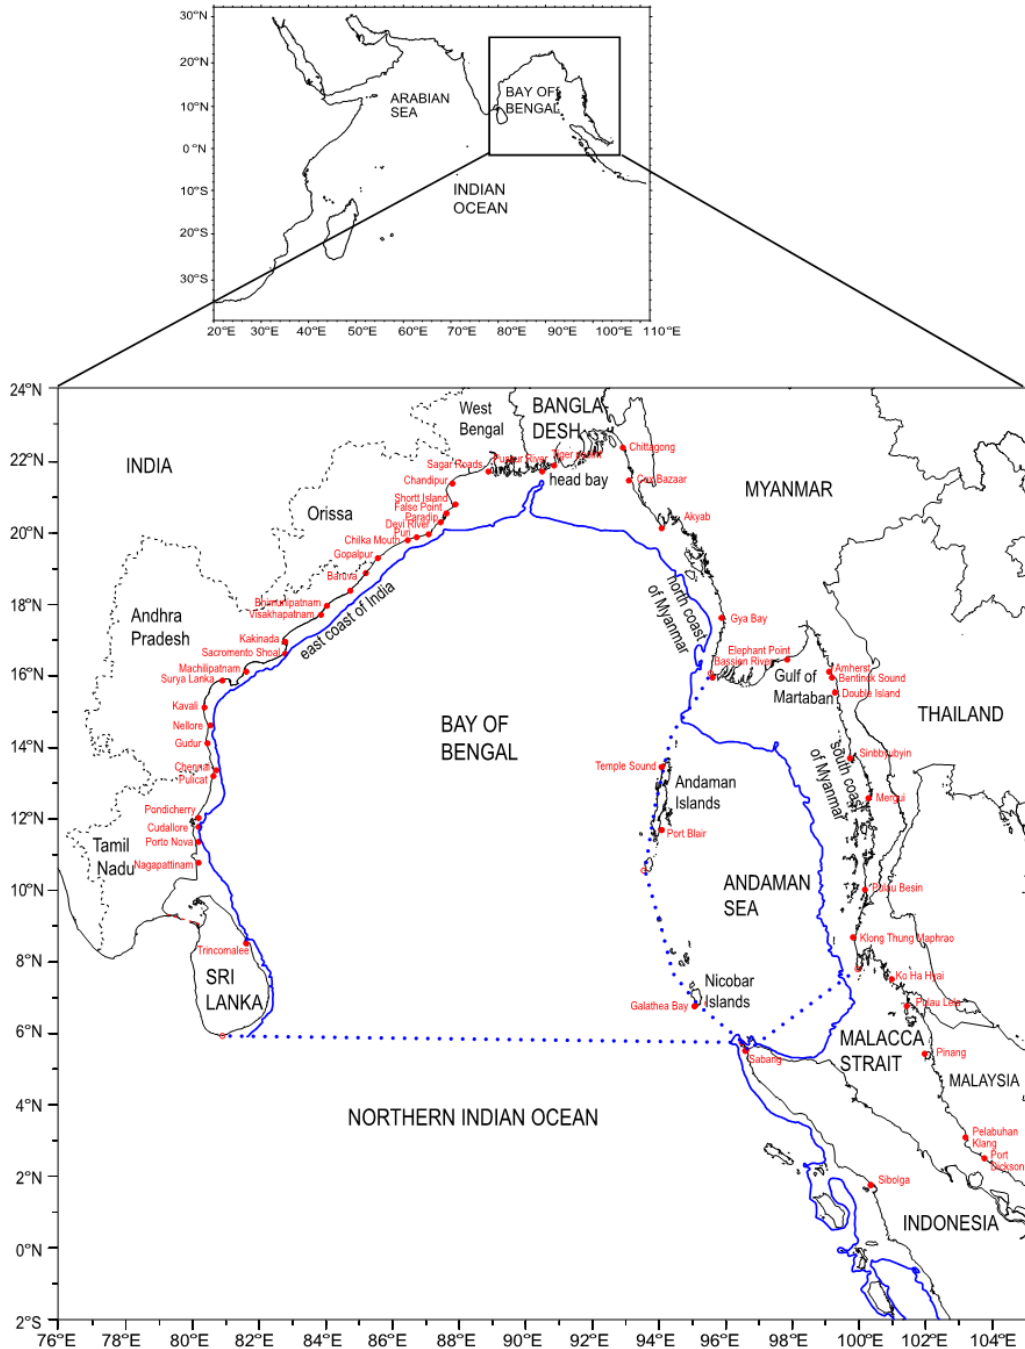 30°N
20°N
10°N
0°N
10°S
20°S
30°S
ARABIAN
SEA
BAY OF
BENGAL
INDIAN
OCEAN
20°E
30°E
40°E
50°E
60°E
70°E
80°E
90°E
100°E
110°E
24°N
22°N
20°N
18°N
16°N
14°N
12°N
10°N
8°N
6°N
4°N
2°N
0°N
2°S
76°E
78°E
80°E
82°E
84°E
86°E
88°E
90°E
92°E
94°E
96°E
98°E
100°E
102°E
104°E
INDIA
West
Bengal
BANGLA
DESH
MYANMAR
Orissa
Andhra
Pradesh
Tamil
Nadu
SRI
LANKA
THAILAND
MALAYSIA
INDONESIA
head bay
east coast of India
north coast
of Myanmar
south coast
of Myanmar
Gulf of
Martaban
BAY OF
BENGAL
Andaman
Islands
ANDAMAN
SEA
Nicobar
Islands
MALACCA
STRAIT
NORTHERN INDIAN OCEAN
Sagar Roads
Pussur River
Tiger
Chittagong
Cox Bazaar
Akyab
Gya Bay
Elephant Point
Bassien River
Amherst
Bentinck Sound
Double Island
Sinbbyubyin
Mergui
Pulau Besin
Klong Thung Maphrao
Ko Ha Hyai
Pulau Lela
Pinang
Pelabuhan
Klang
Port
Dickson
Sibolga
Sabang
Galathea Bay
Port Blair
Temple Sound
Chandipur
Shortt Island
False Point
Paradip
Devi River
Puri
Chilka Mouth
Gopalpur
Baruva
Bhimunipatnam
Visakhapatnam
Kakinada
Sacromento Shoal
Machilipatnam
Surya Lanka
Kavali
Nellore
Gudur
Chennai
Pulicat
Pondicherry
Cudallore
Porto Nova
Nagapattinam
Trincomalee